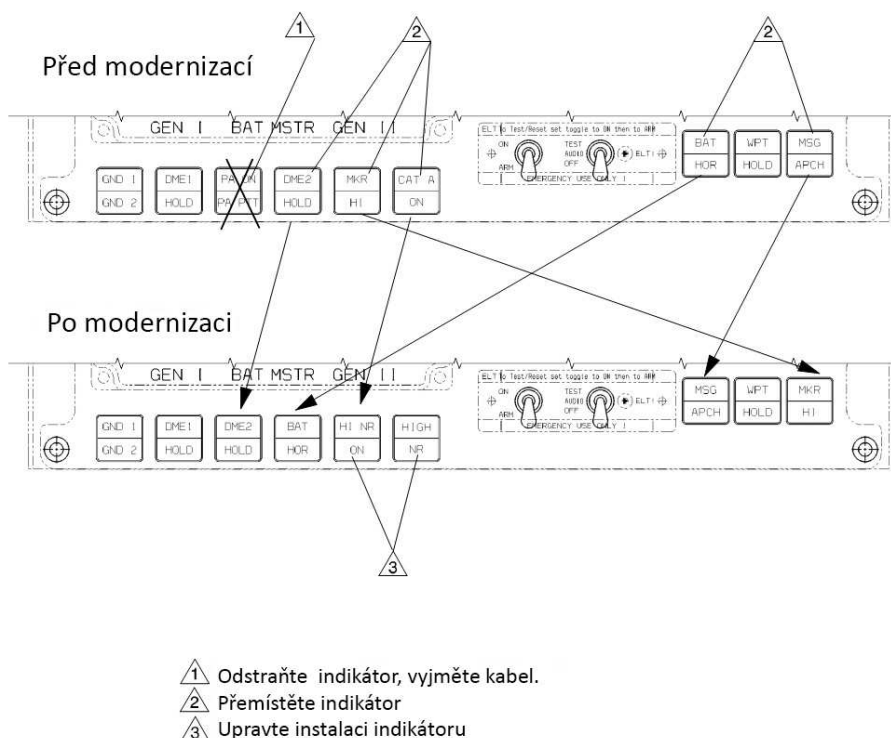 1 2 2
Před modernizací
GEN I BAT MSTR GEN II
ELT To Test/Reset set toggle to ON then to ARM
ON TEST
AUDIO ELT1
ARM OFF
EMERGENCY USE ONLY
GND 1 DME1 PA ON DME2 MKR CAT A BAT WPT MSG
GND 2 HOLD PA PTT HOLD HI ON HOR HOLD APCH
Po modernizaci
GEN I BAT MSTR GEN II
ELT To Test/Reset set toggle to ON then to ARM
ON TEST
AUDIO ELT1
ARM OFF
EMERGENCY USE ONLY
MSG WPT MKR
APCH HOLD HI
GND 1 DME1 DME2 BAT HI NR HIGH
GND 2 HOLD HOLD HOR ON NR
3
1 Odstraňte indikátor, vyjměte kabel.
2 Přemístěte indikátor
3 Upravte instalaci indikátoru